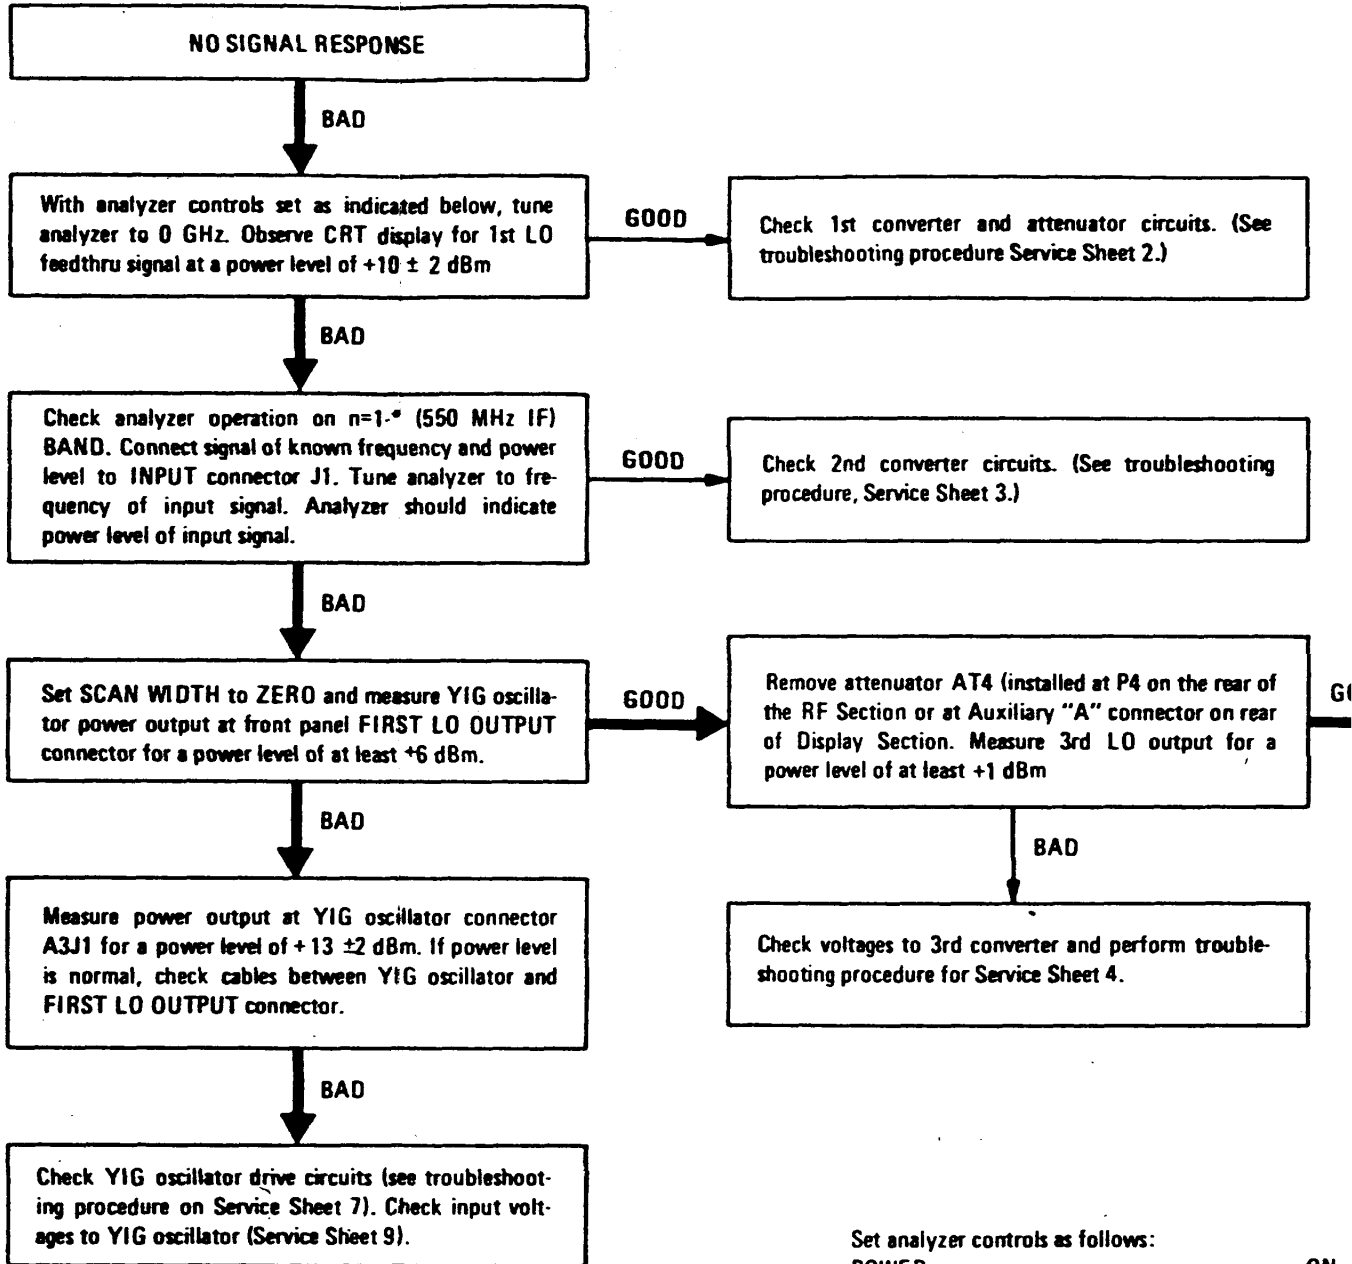 NO SIGNAL RESPONSE
BAD
With analyzer controls set as indicated below, tune
analyzer to 0 GHz. Observe CRT display for 1st LO
feedthru signal at a power level of +10 ± 2 dBm
GOOD
Check 1st converter and attenuator circuits. (See
troubleshooting procedure Service Sheet 2.)
BAD
Check analyzer operation on n=1-* (550 MHz IF)
BAND. Connect signal of known frequency and power
level to INPUT connector J1. Tune analyzer to fre-
quency of input signal. Analyzer should indicate
power level of input signal.
GOOD
Check 2nd converter circuits. (See troubleshooting
procedure, Service Sheet 3.)
BAD
Set SCAN WIDTH to ZERO and measure YIG oscilla-
tor power output at front panel FIRST LO OUTPUT
connector for a power level of at least +6 dBm.
GOOD
Remove attenuator AT4 (installed at P4 on the rear of
the RF Section or at Auxiliary "A" connector on rear
of Display Section. Measure 3rd LO output for a
power level of at least +1 dBm
BAD
BAD
Measure power output at YIG oscillator connector
A3J1 for a power level of + 13 ±2 dBm. If power level
is normal, check cables between YIG oscillator and
FIRST LO OUTPUT connector.
Check voltages to 3rd converter and perform trouble-
shooting procedure for Service Sheet 4.
BAD
Check YIG oscillator drive circuits (see troubleshoot-
ing procedure on Service Sheet 7). Check input volt-
ages to YIG oscillator (Service Sheet 9).
Set analyzer controls as follows: